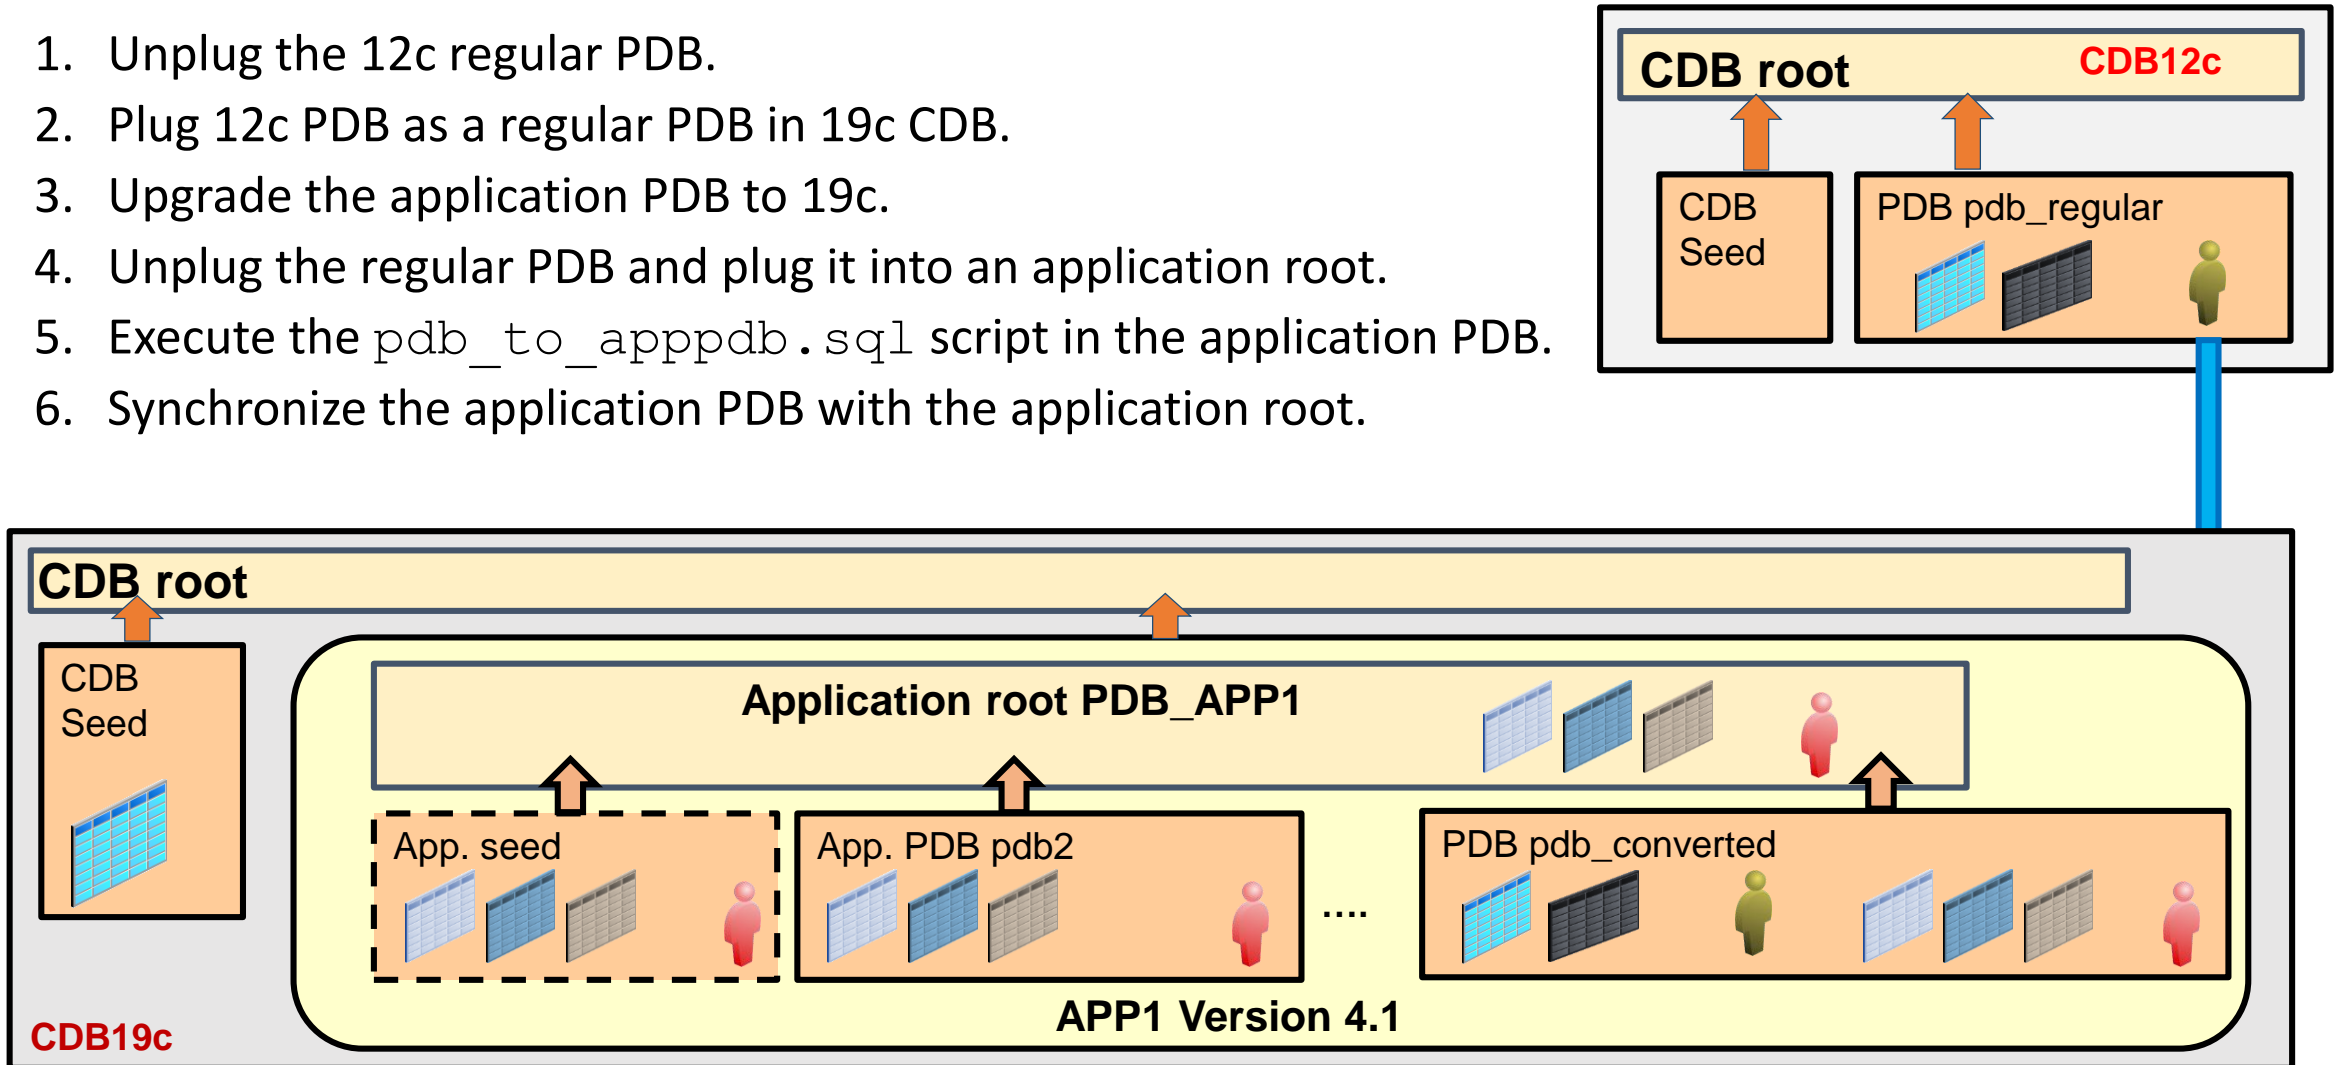 1. Unplug the 12c regular PDB.
2. Plug 12c PDB as a regular PDB in 19c CDB.
3. Upgrade the application PDB to 19c.
4. Unplug the regular PDB and plug it into an application root.
5. Execute the pdb_to_apppdb.sql script in the application PDB.
6. Synchronize the application PDB with the application root.
CDB root
CDB12c
CDB
Seed
PDB pdb_regular
CDB root
CDB
Seed
Application root PDB_APP1
App. seed
App. PDB pdb2
....
PDB pdb_converted
APP1 Version 4.1
CDB19c